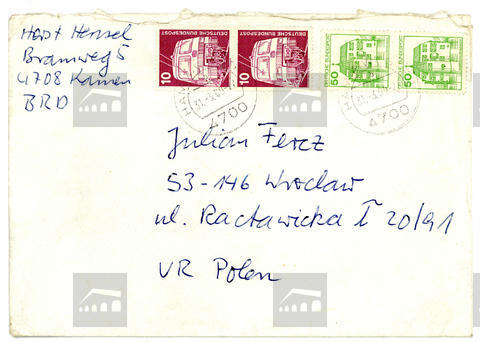 Horst Hensel
Bramweg 5
4708 Kamen
BRD
10 DEUTSCHE BUNDESPOST
10 DEUTSCHE BUNDESPOST
50
50
4700
4700
Julian Fercz
53-146 Wrocław
ul. Racławicka I 20/91
VR Polen